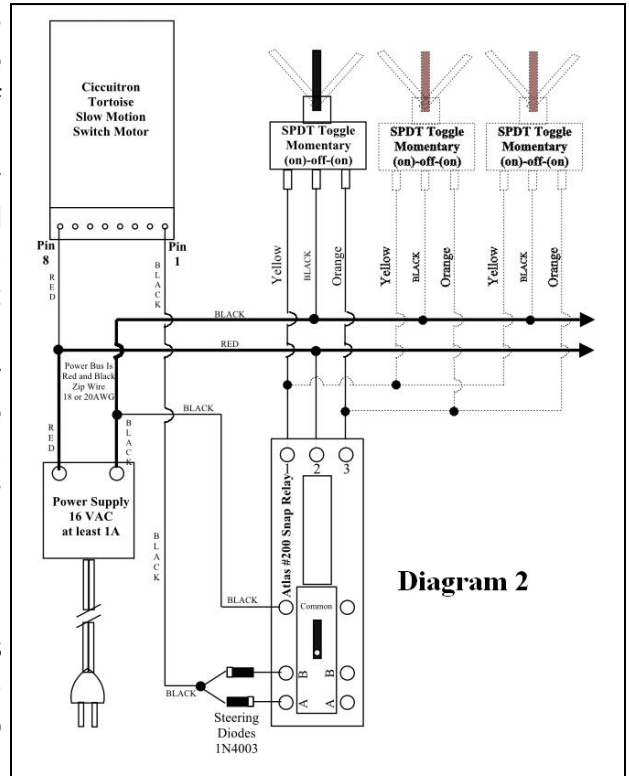 Ciccuitron
Tortoise
Slow Motion
Switch Motor
Pin
8
Pin
1
RED
BLACK
SPDT Toggle
Momentary
(on)-off-(on)
SPDT Toggle
Momentary
(on)-off-(on)
SPDT Toggle
Momentary
(on)-off-(on)
Yellow
BLACK
Orange
Yellow
BLACK
Orange
Yellow
BLACK
Orange
BLACK
RED
Power Bus Is
Red and Black
Zip Wire
18 or 20AWG
RED
BLACK
BLACK
Power Supply
16 VAC
at least 1A
BLACK
1
2
3
Atlas #200 Snap Relay
Diagram 2
BLACK
Common
B
B
A
A
BLACK
Steering
Diodes
1N4003